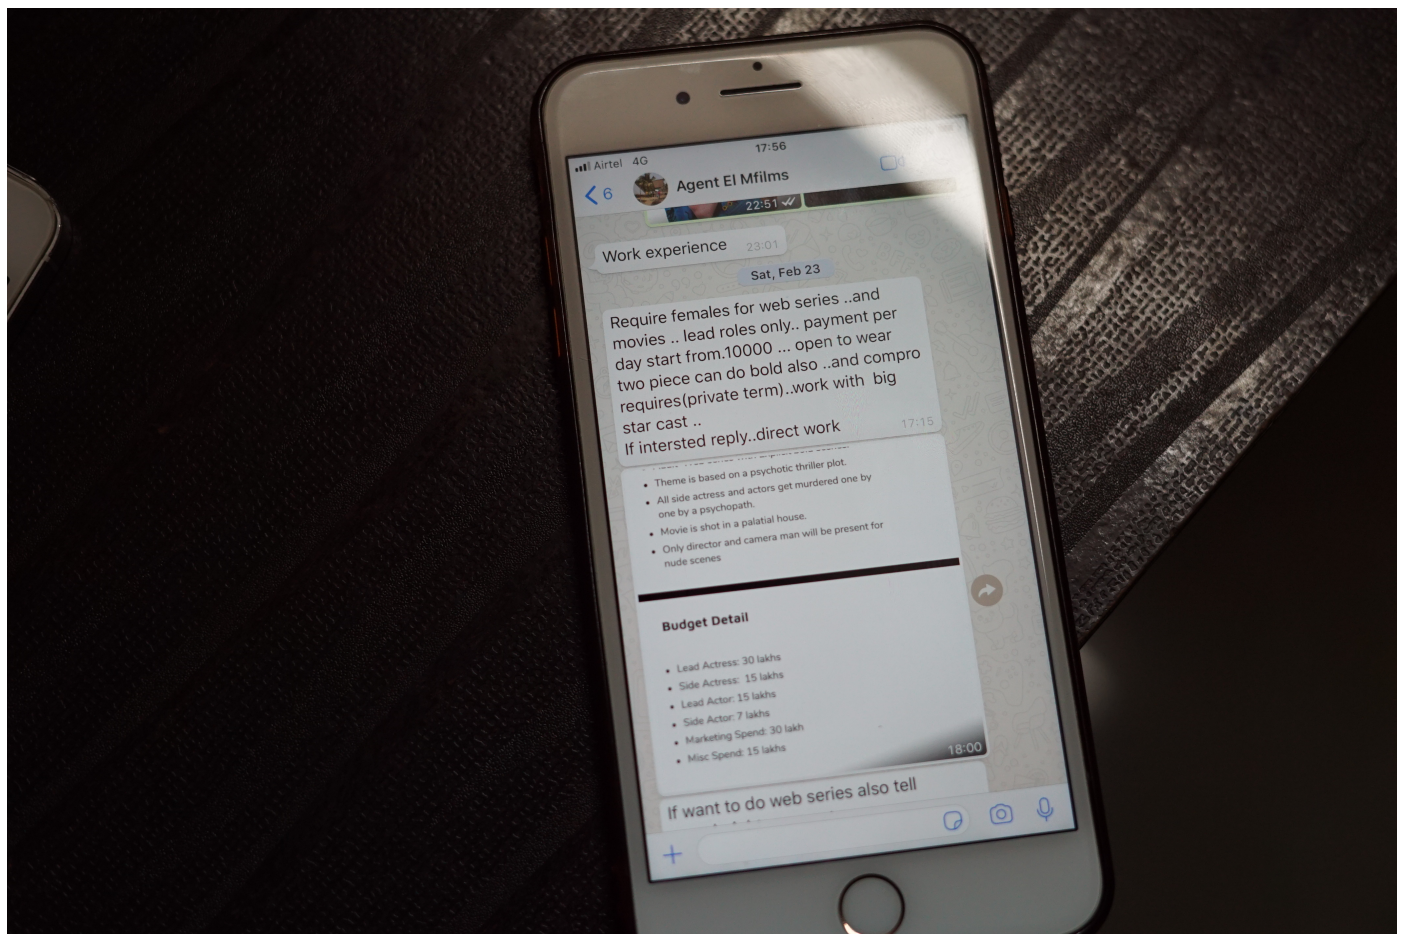 Airtel 4G 17:56
6 Agent El Mfilms
22:51
Work experience 23:01
Sat, Feb 23
Require females for web series ..and
movies .. lead roles only.. payment per
day start from.10000 ... open to wear
two piece can do bold also ..and compro
requires(private term)..work with big
star cast ..
If intersted reply..direct work 17:15
• Theme is based on a psychotic thriller plot.
• All side actress and actors get murdered one by
one by a psychopath.
• Movie is shot in a palatial house.
• Only director and camera man will be present for
nude scenes
Budget Detail
• Lead Actress: 30 lakhs
• Side Actress: 15 lakhs
• Lead Actor: 15 lakhs
• Side Actor: 7 lakhs
• Marketing Spend: 30 lakh
• Misc Spend: 15 lakhs
18:00
If want to do web series also tell